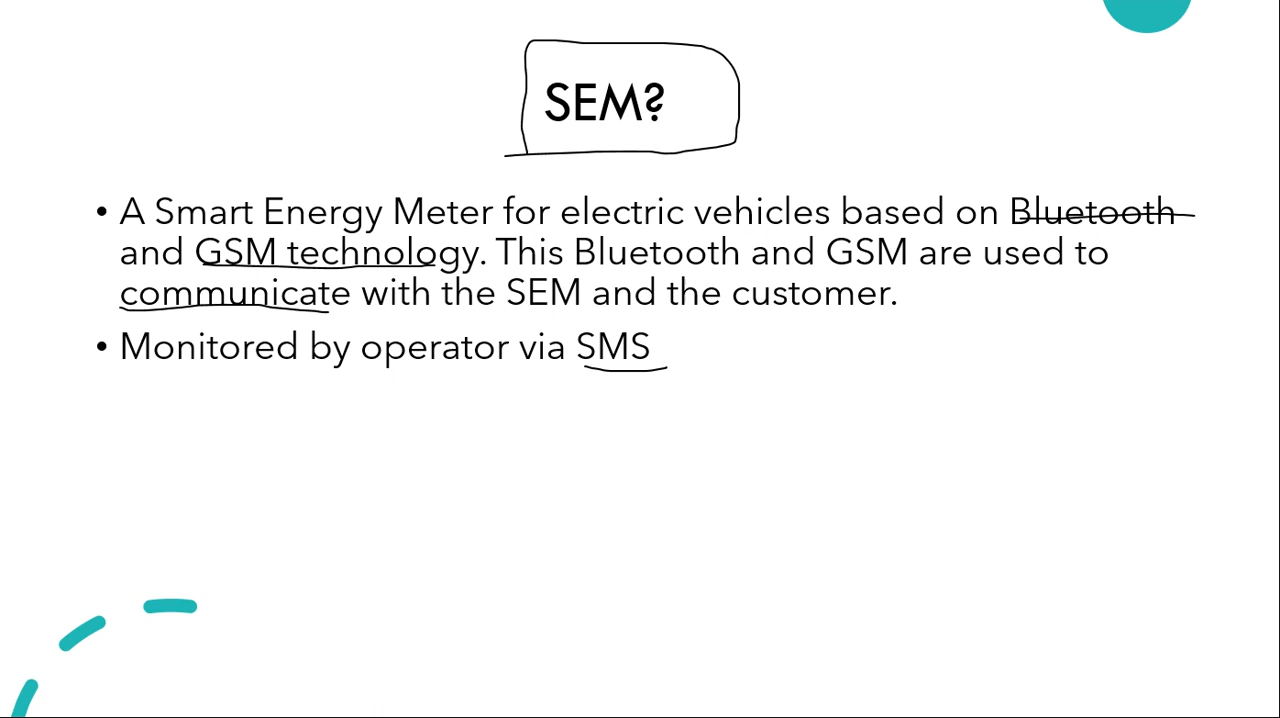 SEM?
• A Smart Energy Meter for electric vehicles based on Bluetooth
and GSM technology. This Bluetooth and GSM are used to
communicate with the SEM and the customer.
• Monitored by operator via SMS